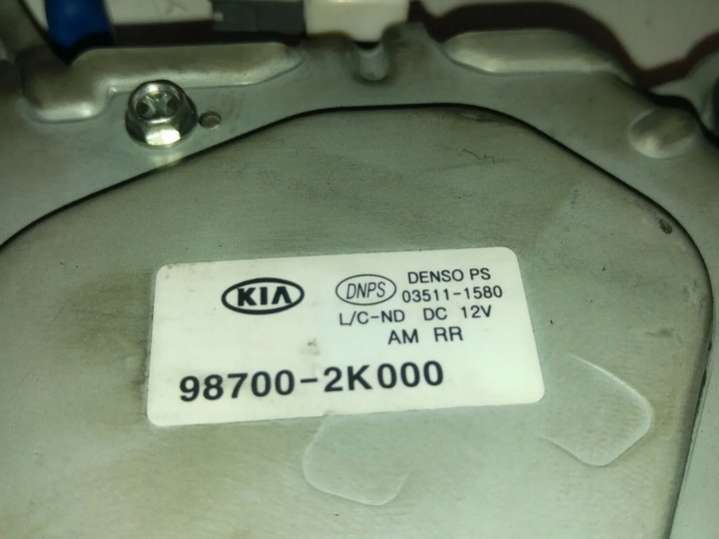 KIA
DNPS
DENSO PS
03511-1580
L/C-ND DC 12V
AM RR
98700-2K000